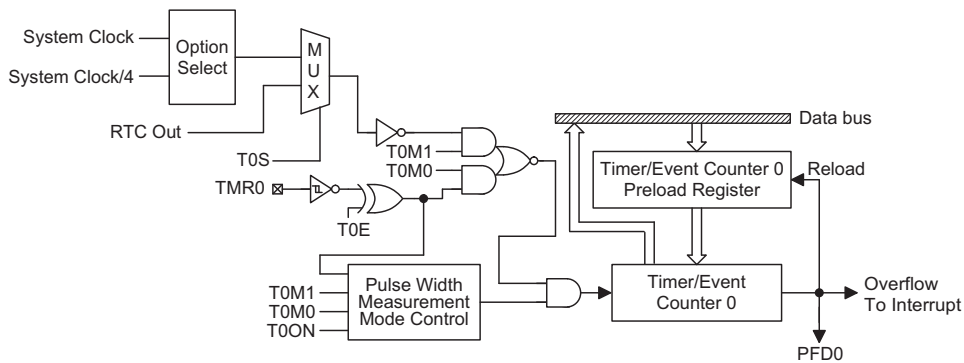 System Clock
System Clock/4
Option
Select
M
U
X
RTC Out
T0S
TMR0
T0E
T0M1
T0M0
Data bus
Timer/Event Counter 0
Preload Register
Reload
T0M1
T0M0
T0ON
Pulse Width
Measurement
Mode Control
Timer/Event
Counter 0
Overflow
To Interrupt
PFD0